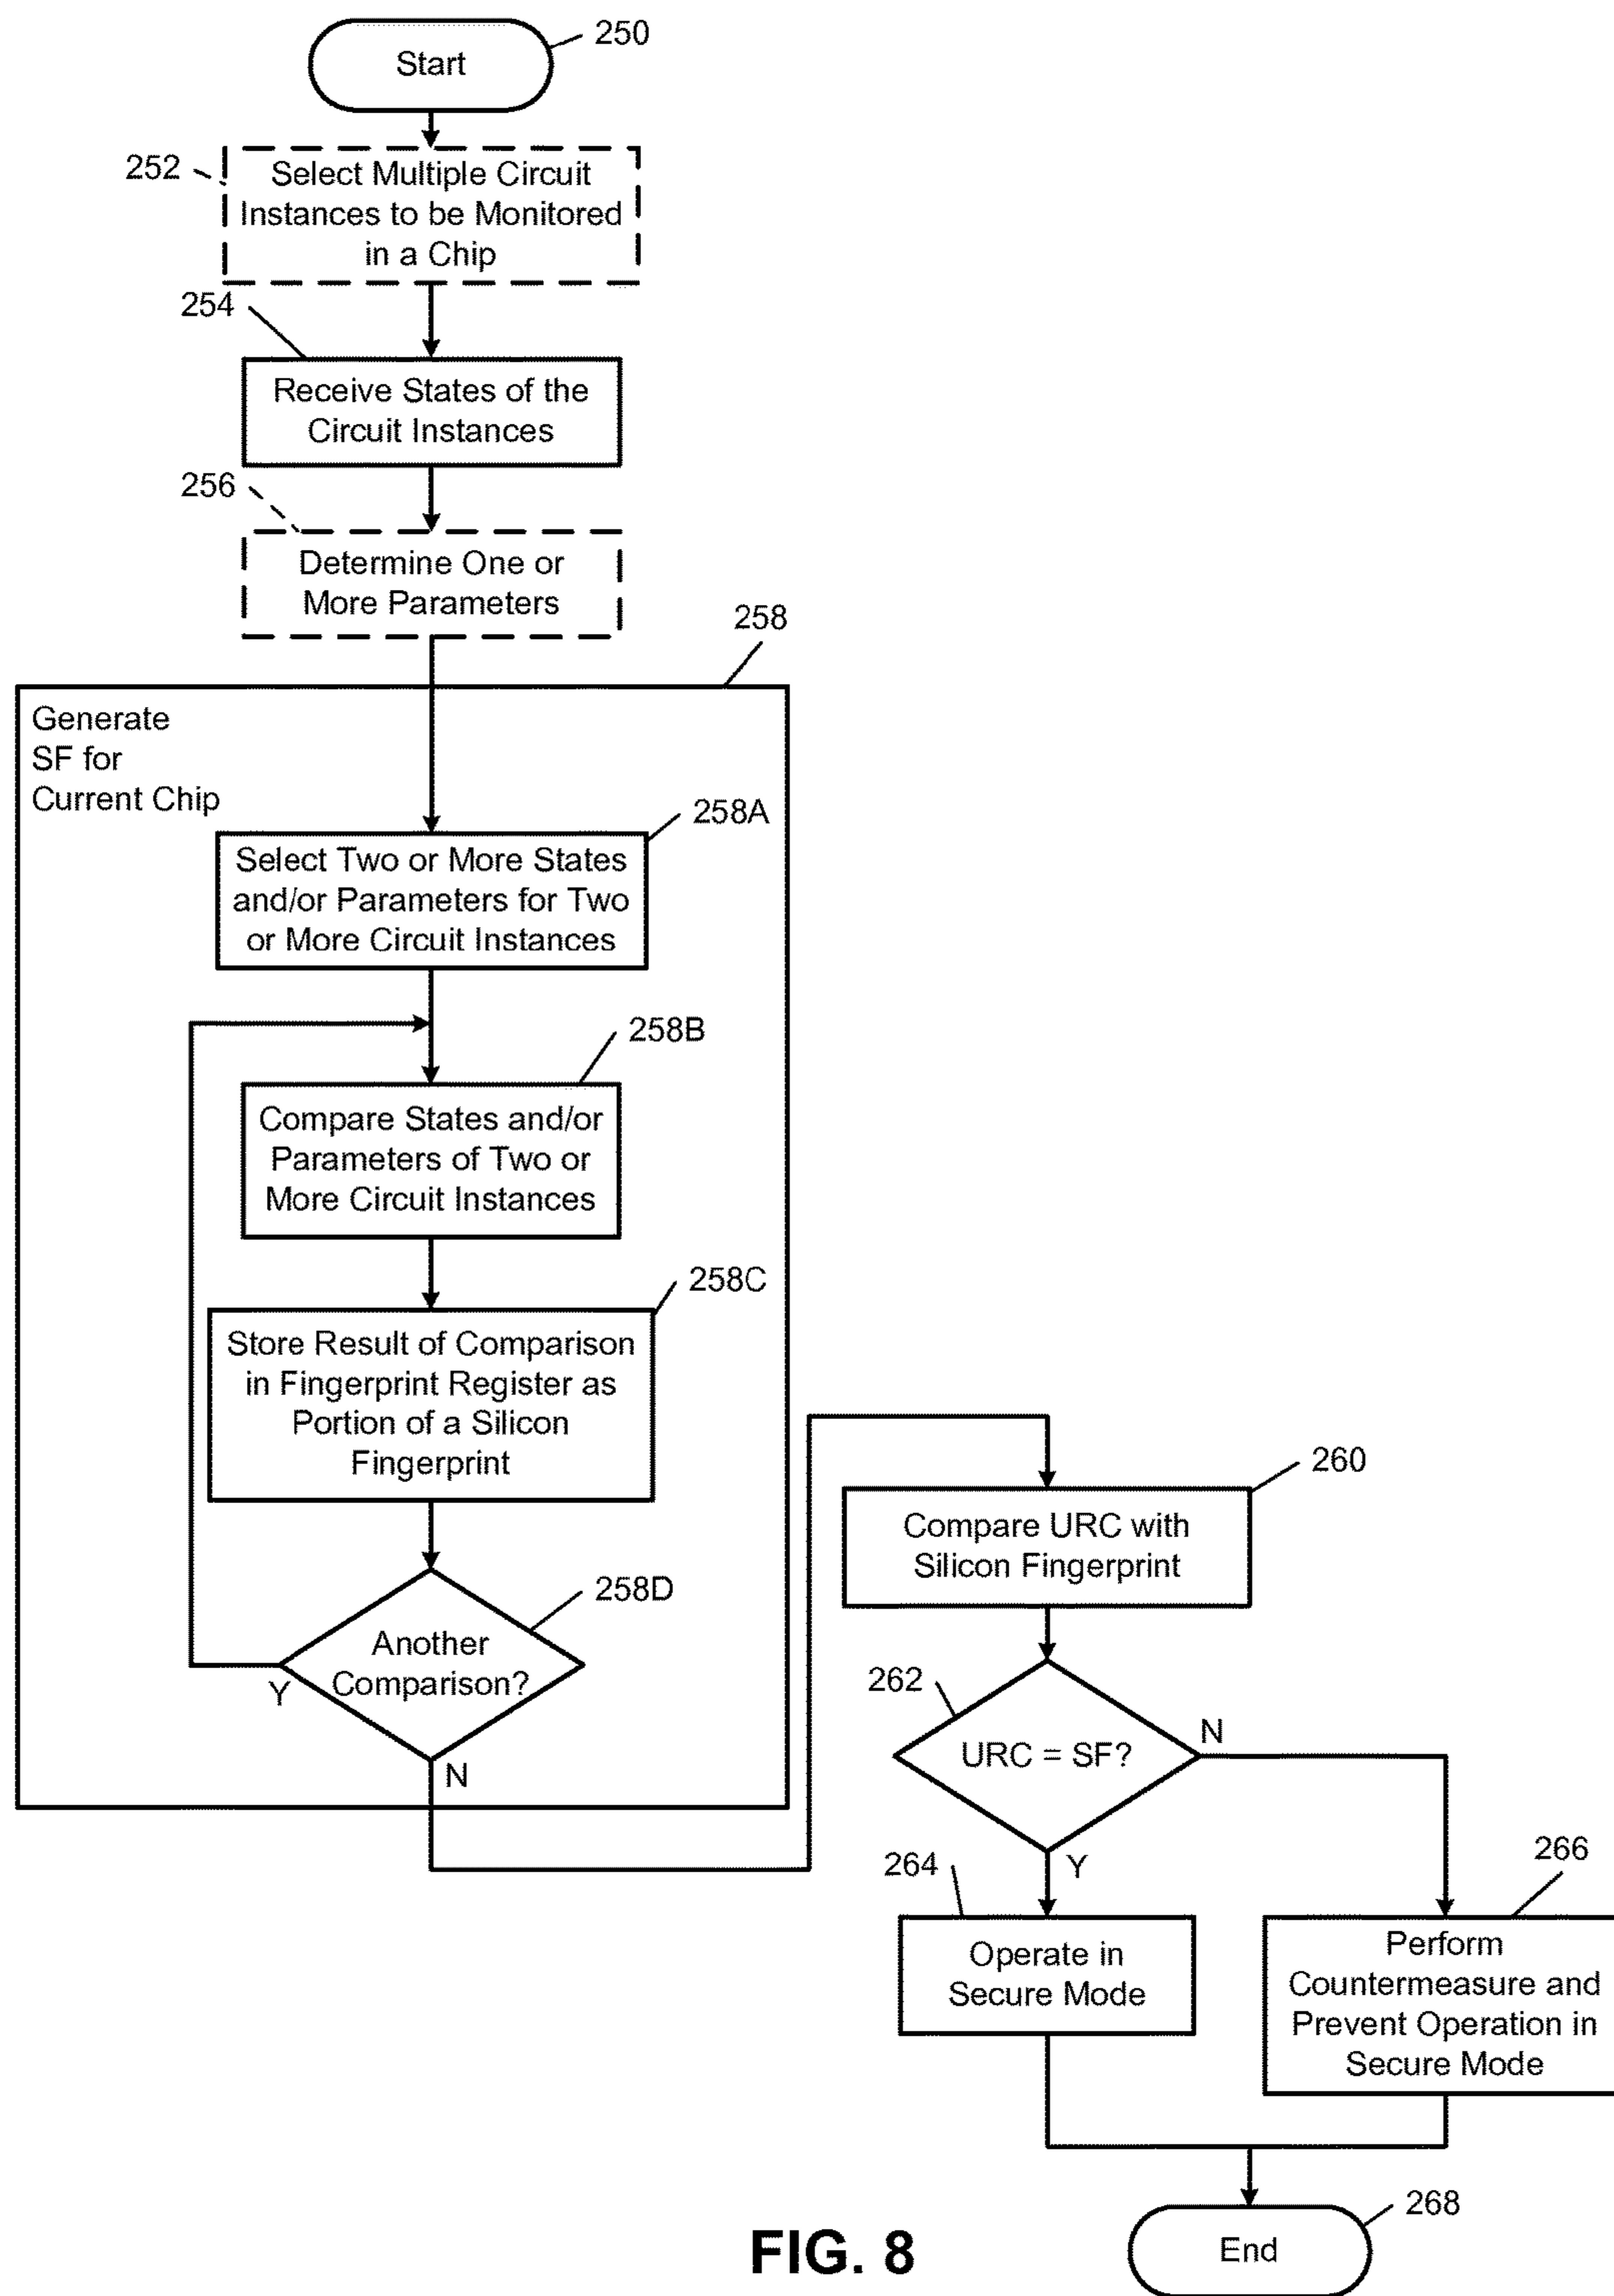 250
Start
252
Select Multiple Circuit
Instances to be Monitored
in a Chip
254
Receive States of the
Circuit Instances
256
Determine One or
More Parameters
258
Generate
SF for
Current Chip
258A
Select Two or More States
and/or Parameters for Two
or More Circuit Instances
258B
Compare States and/or
Parameters of Two or
More Circuit Instances
258C
Store Result of Comparison
in Fingerprint Register as
Portion of a Silicon
Fingerprint
258D
Another
Comparison?
Y
N
260
Compare URC with
Silicon Fingerprint
262
URC = SF?
N
Y
264
Operate in
Secure Mode
266
Perform
Countermeasure and
Prevent Operation in
Secure Mode
268
End
FIG. 8